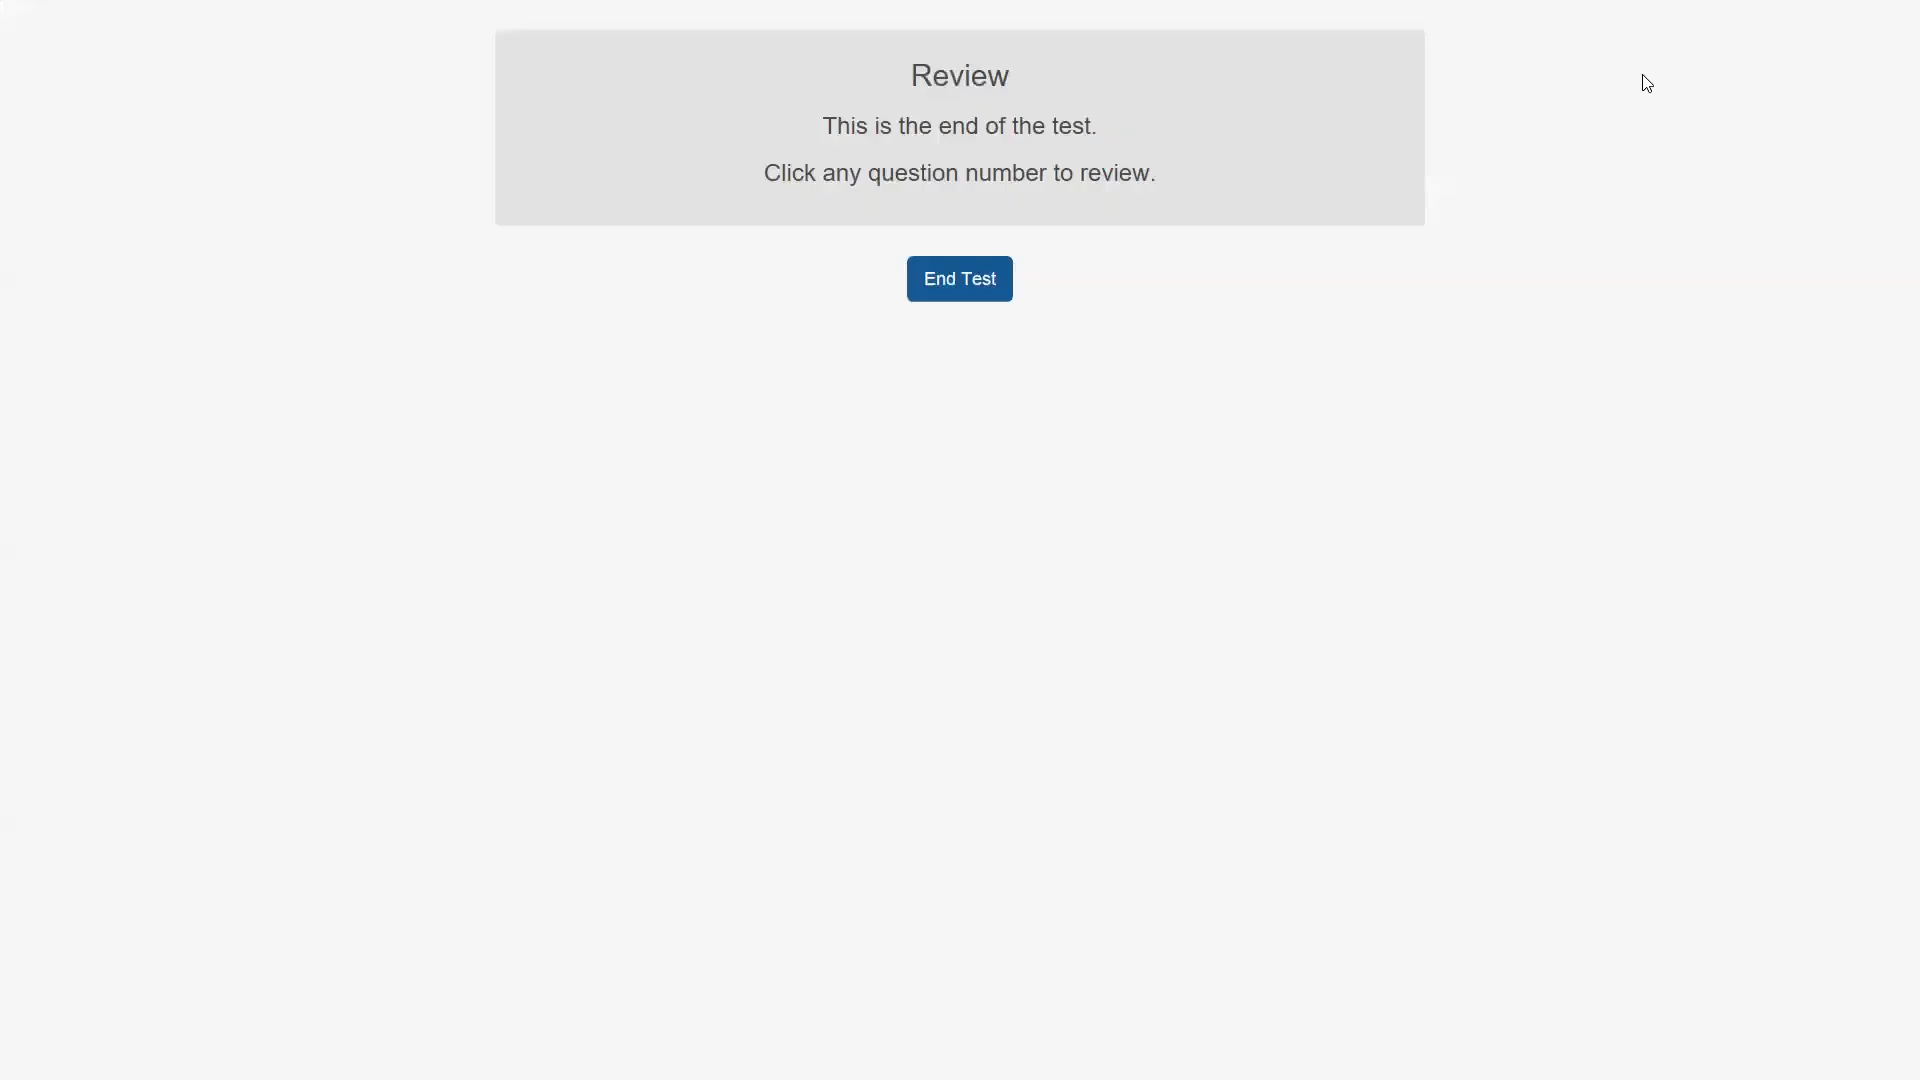 Review
This is the end of the test.
Click any question number to review.
End Test